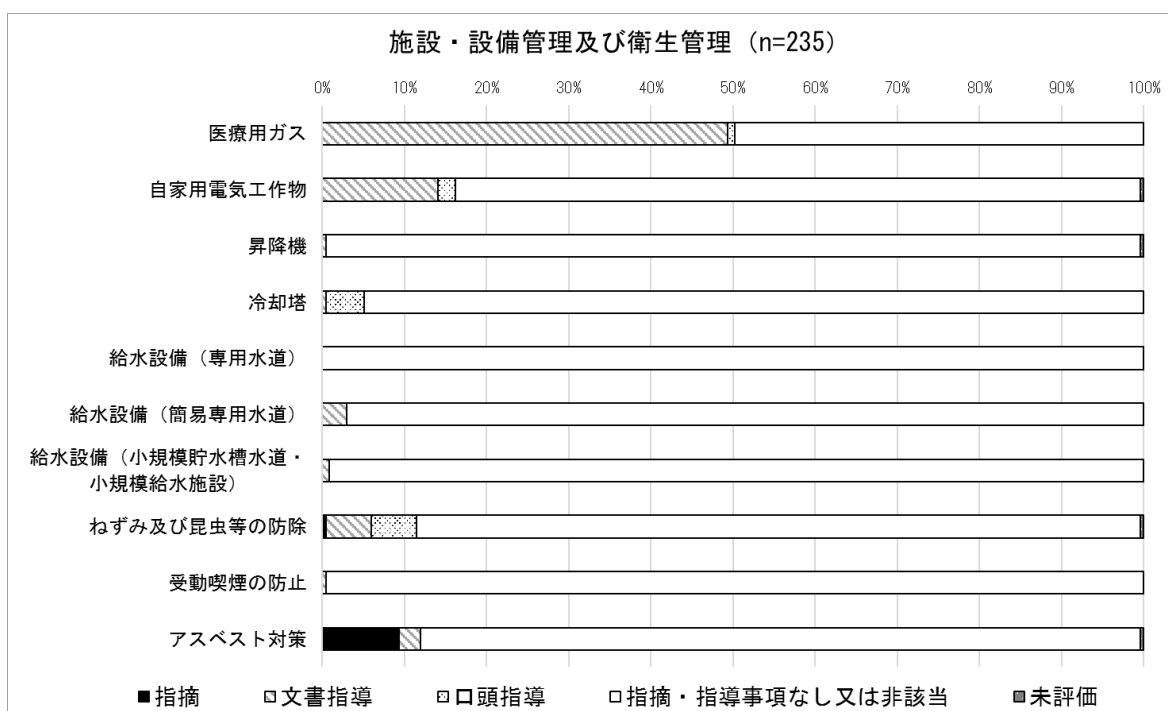 施設・設備管理及び衛生管理（n=235）
0% 10% 20% 30% 40% 50% 60% 70% 80% 90% 100%
医療用ガス
自家用電気工作物
昇降機
冷却塔
給水設備（専用水道）
給水設備（簡易専用水道）
給水設備（小規模貯水槽水道・
小規模給水施設）
ねずみ及び昆虫等の防除
受動喫煙の防止
アスベスト対策
指摘 文書指導 口頭指導 指摘・指導事項なし又は非該当 未評価